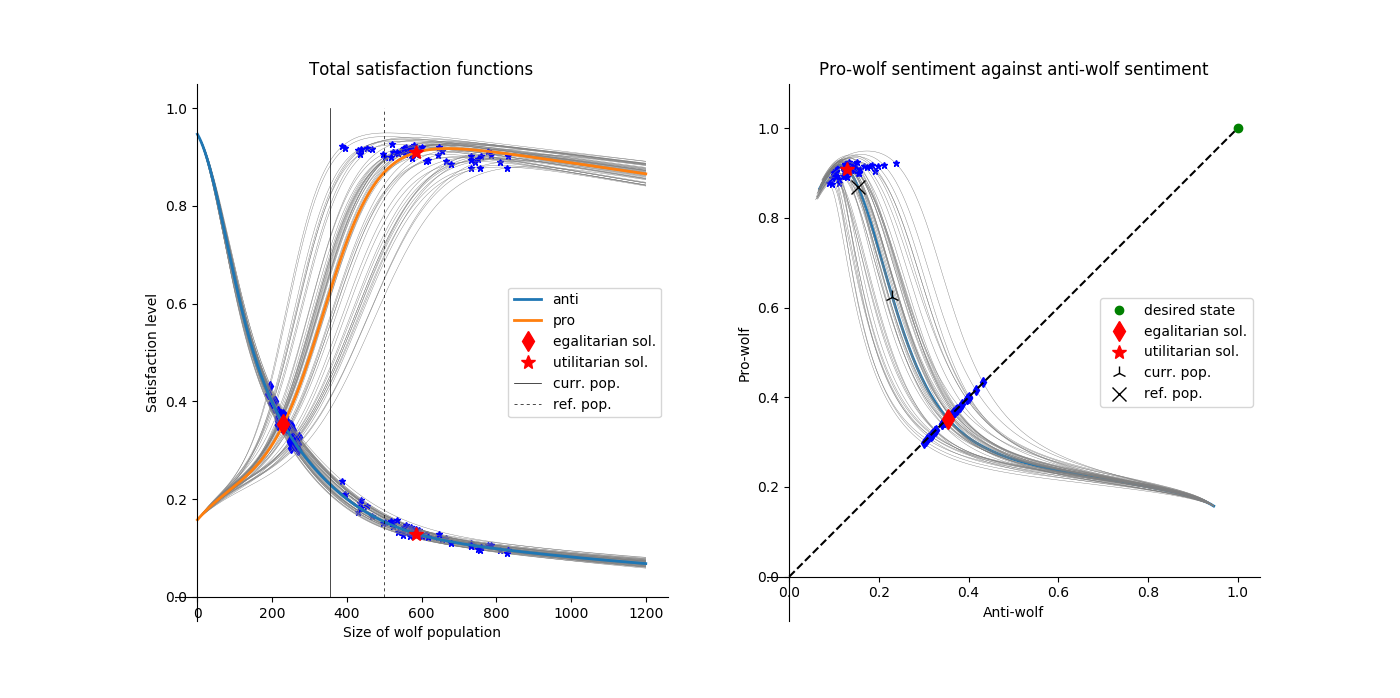 Total satisfaction functions
1.0
0.8
0.6
0.4
0.2
0.0
Satisfaction level
anti
pro
egalitarian sol.
utilitarian sol.
curr. pop.
ref. pop.
0
200
400
600
800
1000
1200
Size of wolf population
Pro-wolf sentiment against anti-wolf sentiment
1.0
0.8
0.6
0.4
0.2
0.0
Pro-wolf
desired state
egalitarian sol.
utilitarian sol.
curr. pop.
ref. pop.
0.0
0.2
0.4
0.6
0.8
1.0
Anti-wolf